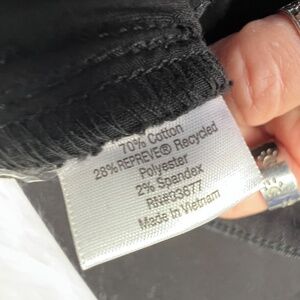 70% Cotton
28% REPREVE® Recycled
Polyester
2% Spandex
RN#93677
Made in Vietnam